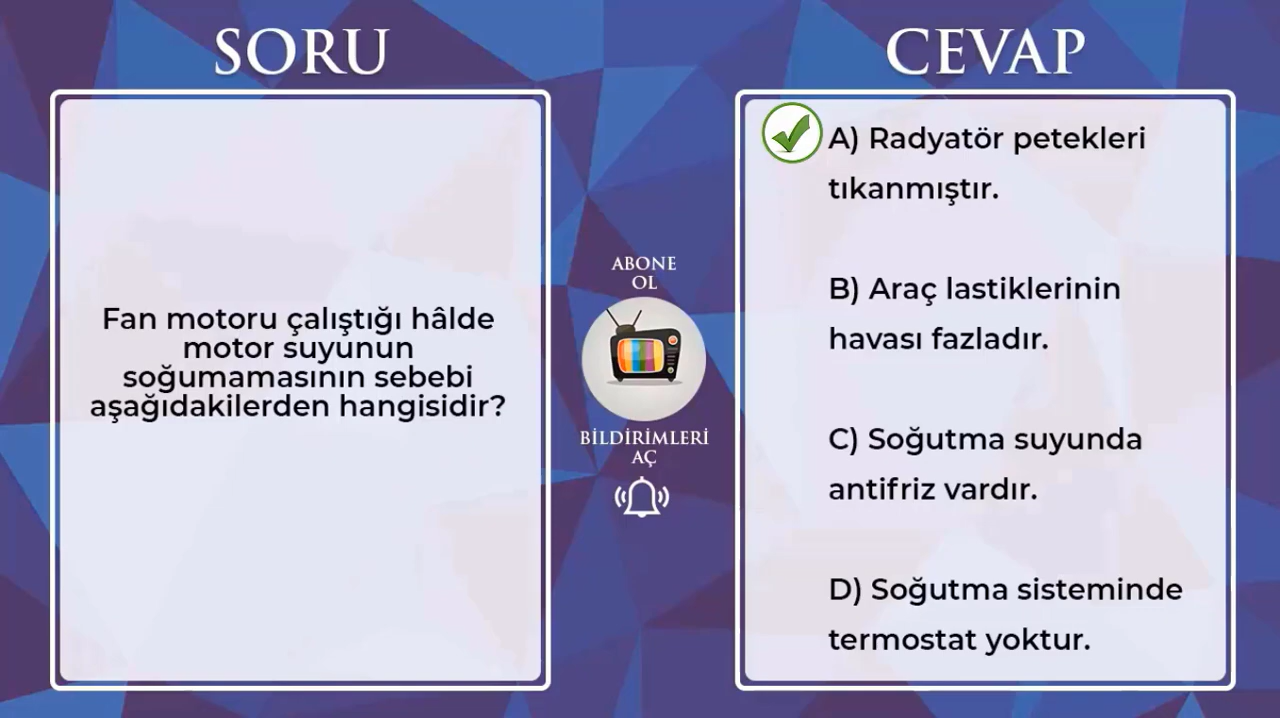 SORU
Fan motoru çalıştığı hâlde
motor suyunun
soğumamasının sebebi
aşağıdakilerden hangisidir?
ABONE
OL
BİLDİRİMLERİ
AÇ
CEVAP
A) Radyatör petekleri
tıkanmıştır.
B) Araç lastiklerinin
havası fazladır.
C) Soğutma suyunda
antifriz vardır.
D) Soğutma sisteminde
termostat yoktur.